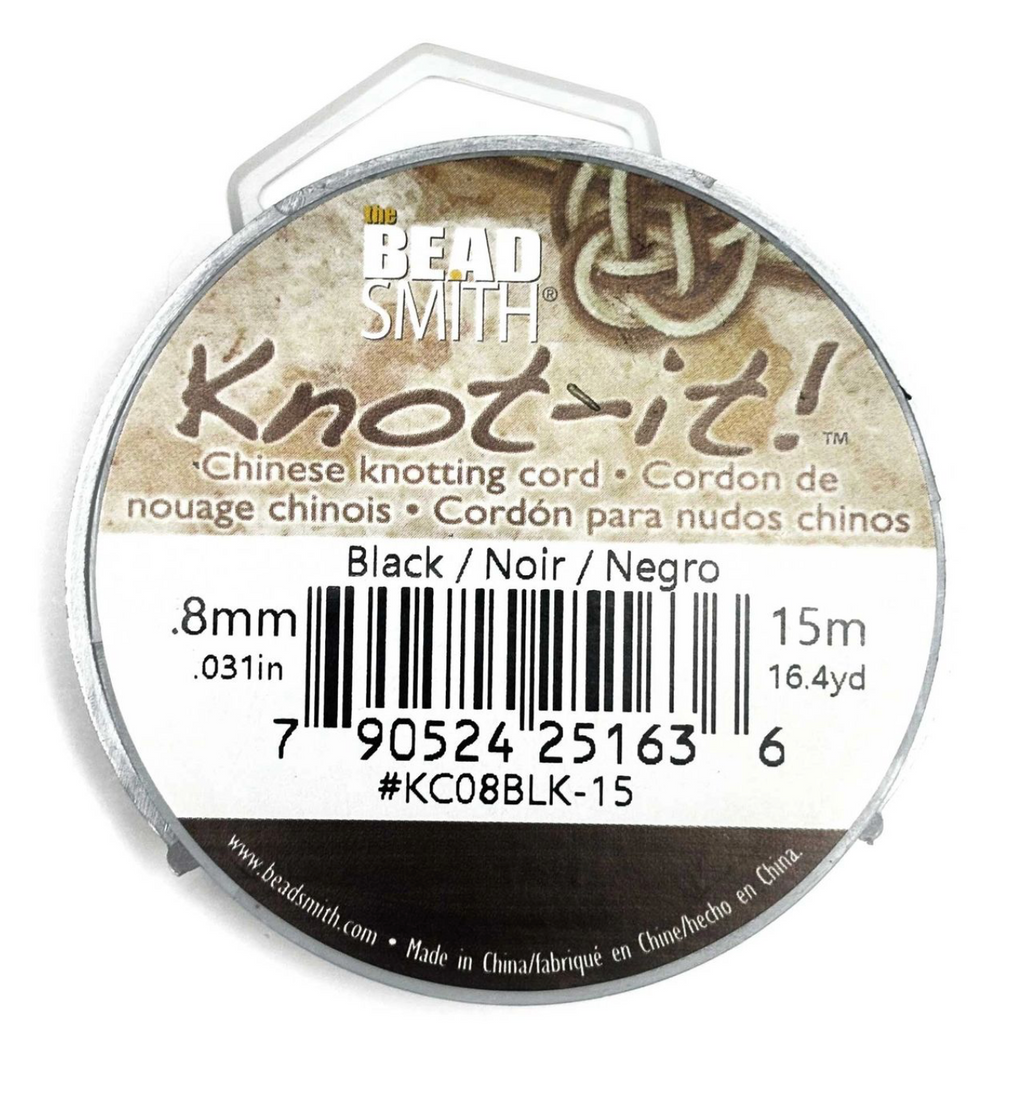 the
BEAD
SMITH®
Knot-it!™
Chinese knotting cord • Cordon de
nouage chinois • Cordón para nudos chinos
Black / Noir / Negro
.8mm
.031in
15m
16.4yd
7 90524 25163 6
#KC08BLK-15
www.beadsmith.com • Made in China/fabriqué en Chine/hecho en China.